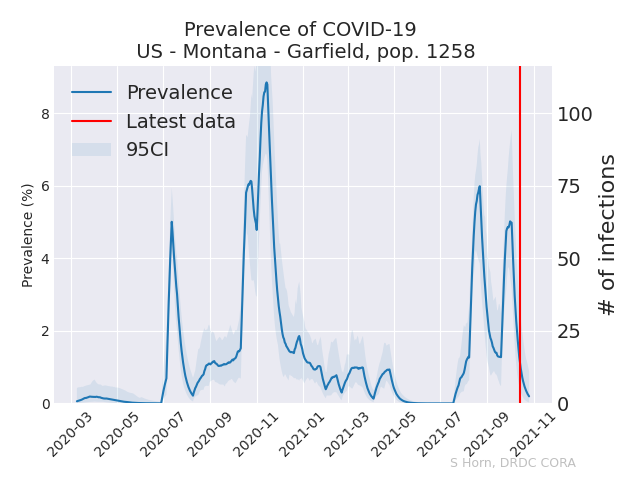 Prevalence of COVID-19
US - Montana - Garfield, pop. 1258
Prevalence
Latest data
95CI
Prevalence (%)
8
6
4
2
0
# of infections
100
75
50
25
0
2020-03
2020-05
2020-07
2020-09
2020-11
2021-01
2021-03
2021-05
2021-07
2021-09
2021-11
S Horn, DRDC CORA